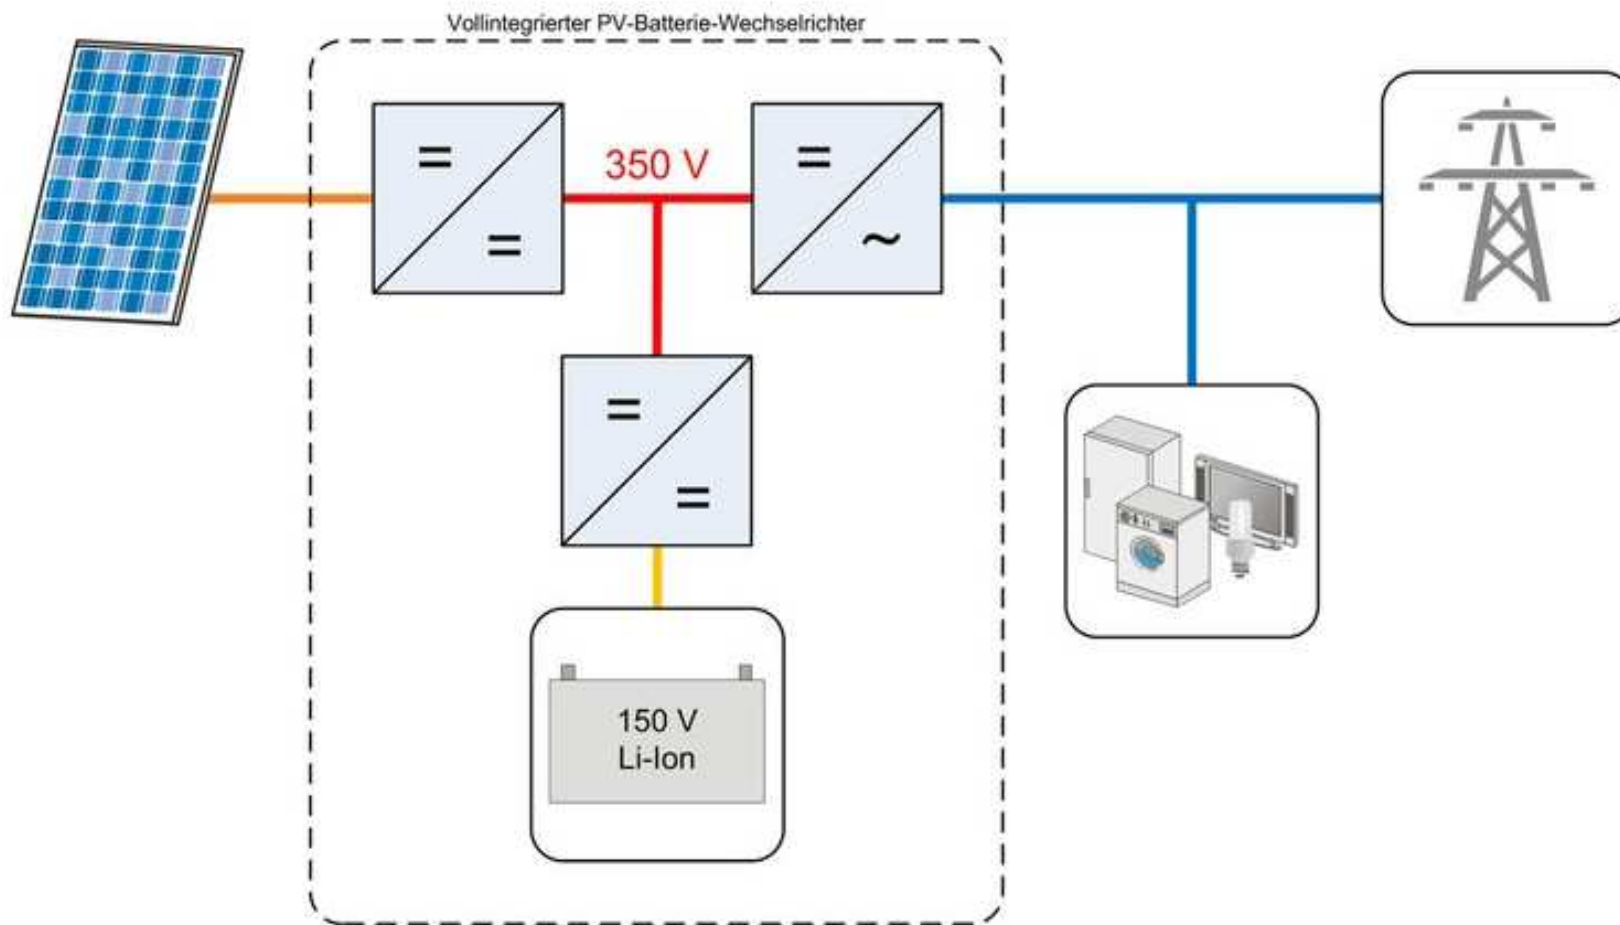 Vollintegrierter PV-Batterie-Wechselrichter
=
=
350 V
=
~
=
=
150 V
Li-Ion